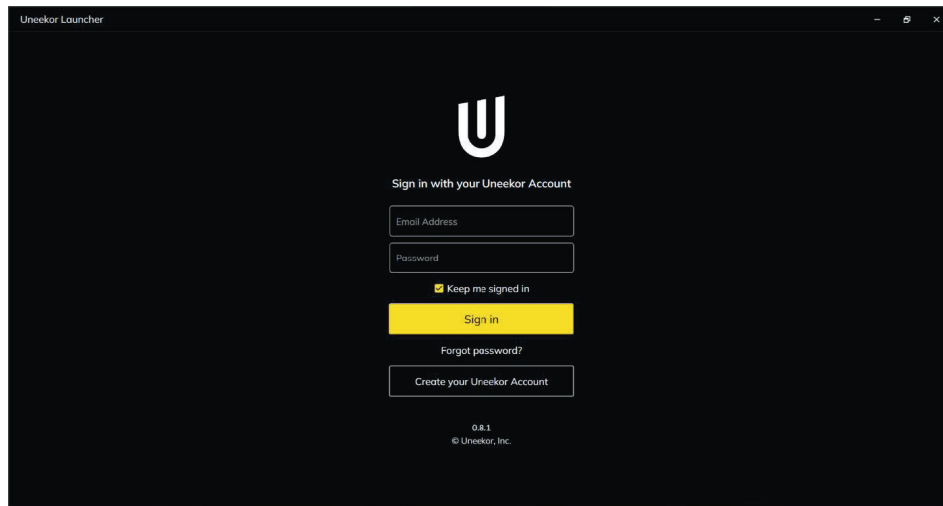 Uneekor Launcher
Sign in with your Uneekor Account
Email Address
Password
Keep me signed in
Sign in
Forgot password?
Create your Uneekor Account
0.8.1
© Uneekor, Inc.